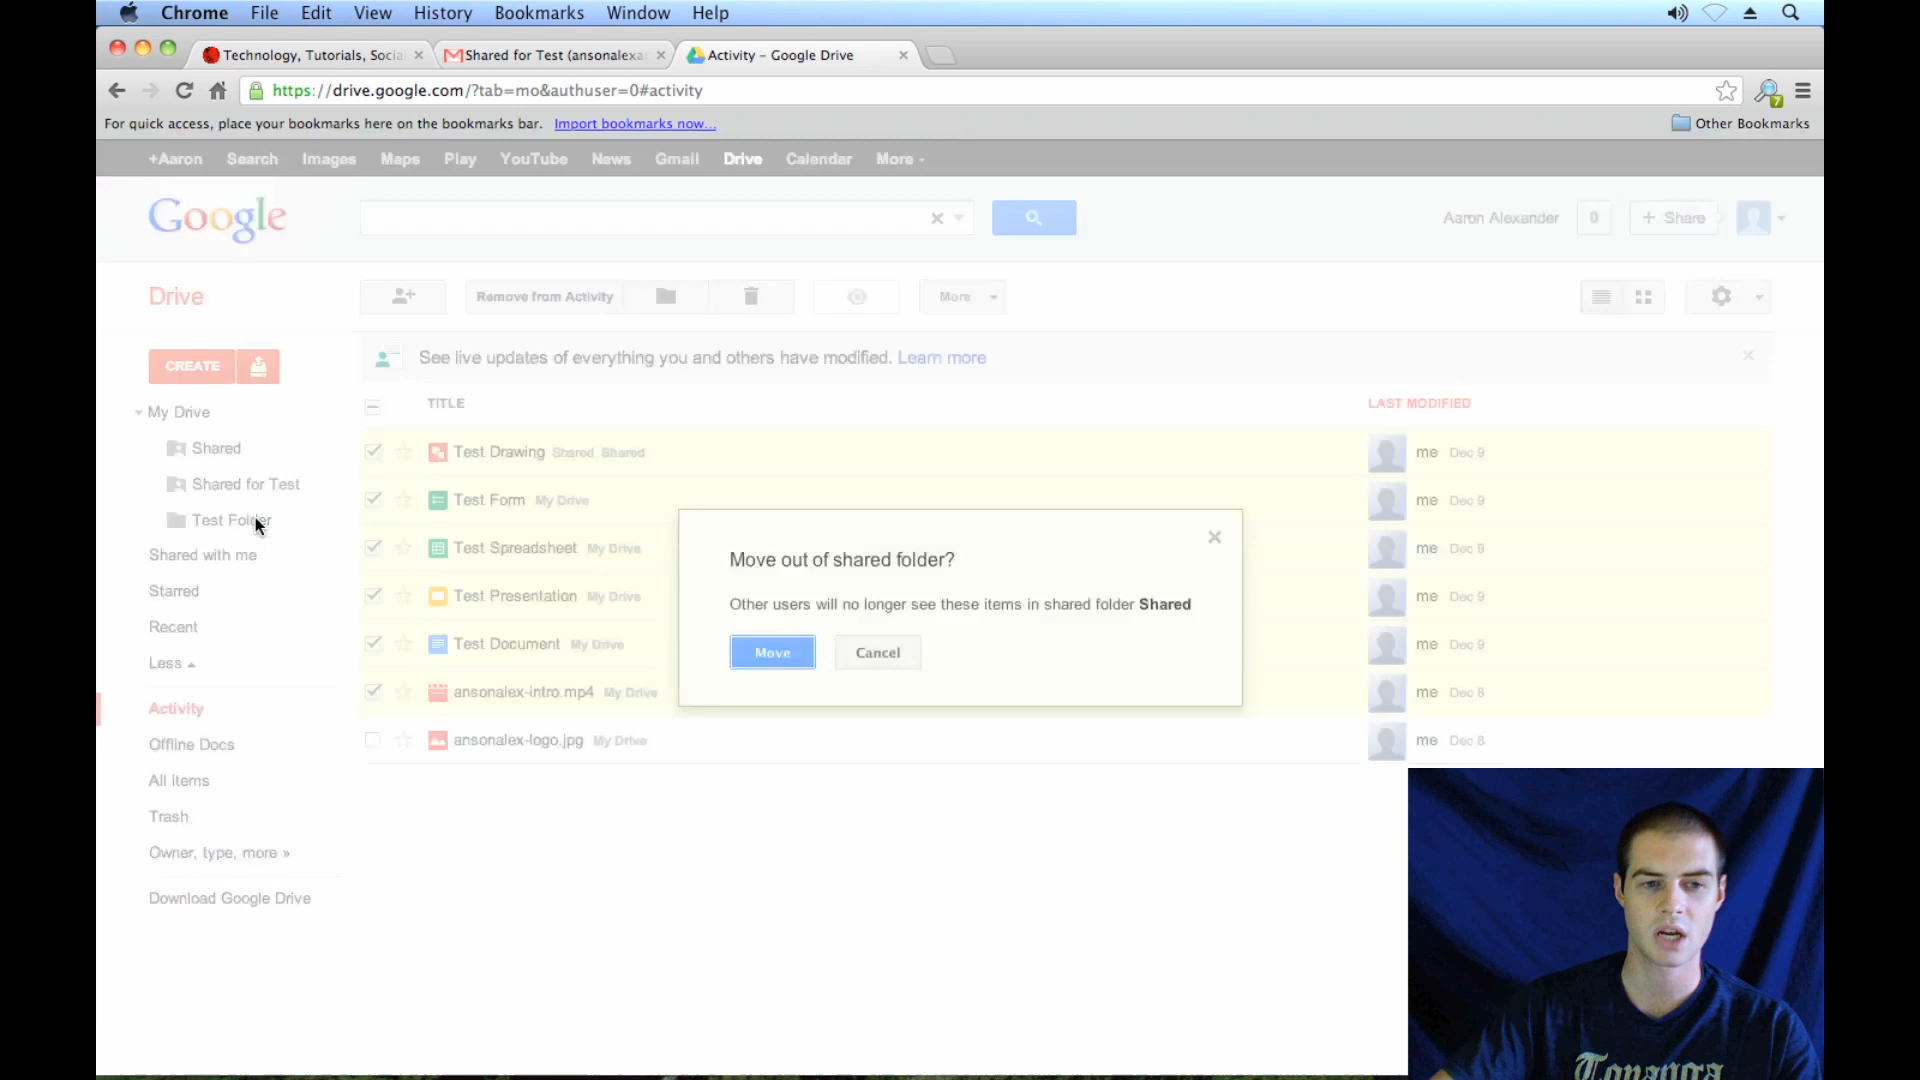 Chrome File Edit View History Bookmarks Window Help
Technology, Tutorials, Socia × Shared for Test (ansonalexa × Activity – Google Drive ×
https://drive.google.com/?tab=mo&authuser=0#activity
7
For quick access, place your bookmarks here on the bookmarks bar. Import bookmarks now... Other Bookmarks
+Aaron Search Images Maps Play YouTube News Gmail Drive Calendar More
Google Aaron Alexander 0 + Share
Drive Remove from Activity More
See live updates of everything you and others have modified. Learn more
CREATE
TITLE LAST MODIFIED
My Drive
Shared
Shared for Test
Test Folder
Shared with me
Starred
Recent
Less
Activity
Offline Docs
All items
Trash
Owner, type, more »
Download Google Drive
Test Drawing Shared Shared me Dec 9
Test Form My Drive me Dec 9
Test Spreadsheet My Drive me Dec 9
Test Presentation My Drive me Dec 9
Test Document My Drive me Dec 9
ansonalex-intro.mp4 My Drive me Dec 8
ansonalex-logo.jpg My Drive me Dec 8
Move out of shared folder?
Other users will no longer see these items in shared folder Shared
Move Cancel